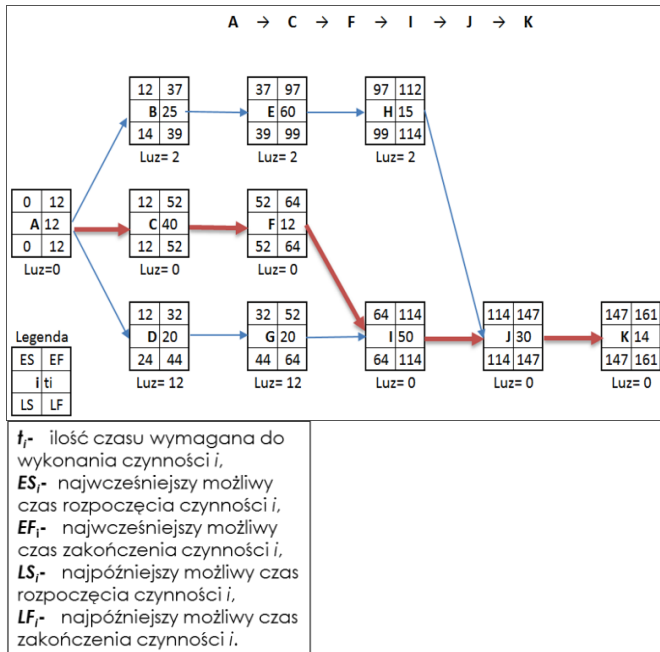 A → C → F → I → J → K
12 37 37 97 97 112
B 25 E 60 H 15
14 39 39 99 99 114
Luz= 2 Luz= 2 Luz= 2
0 12 12 52 52 64
A 12 C 40 F 12
0 12 12 52 52 64
Luz=0 Luz= 0 Luz= 0
12 32 32 52 64 114 114 147 147 161
D 20 G 20 I 50 J 30 K 14
24 44 44 64 64 114 114 147 147 161
Luz= 12 Luz= 12 Luz= 0 Luz= 0 Luz= 0
Legenda
ES EF
i ti
LS LF
ti- ilość czasu wymagana do
wykonania czynności i,
ESi- najwcześniejszy możliwy
czas rozpoczęcia czynności i,
EFi- najwcześniejszy możliwy
czas zakończenia czynności i,
LSi- najpóźniejszy możliwy czas
rozpoczęcia czynności i,
LFi- najpóźniejszy możliwy czas
zakończenia czynności i.